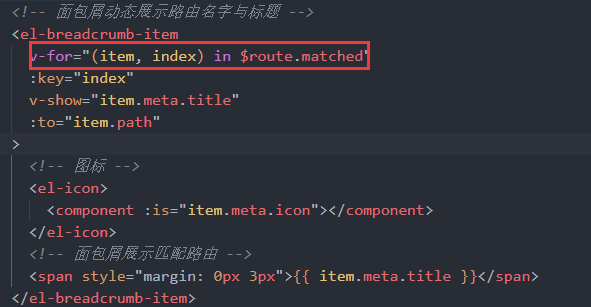 <!-- 面包屑动态展示路由名字与标题 -->
<el-breadcrumb-item
v-for="(item, index) in $route.matched"
:key="index"
v-show="item.meta.title"
:to="item.path"
>
<!-- 图标 -->
<el-icon>
<component :is="item.meta.icon"></component>
</el-icon>
<!-- 面包屑展示匹配路由 -->
<span style="margin: 0px 3px">{{ item.meta.title }}</span>
</el-breadcrumb-item>